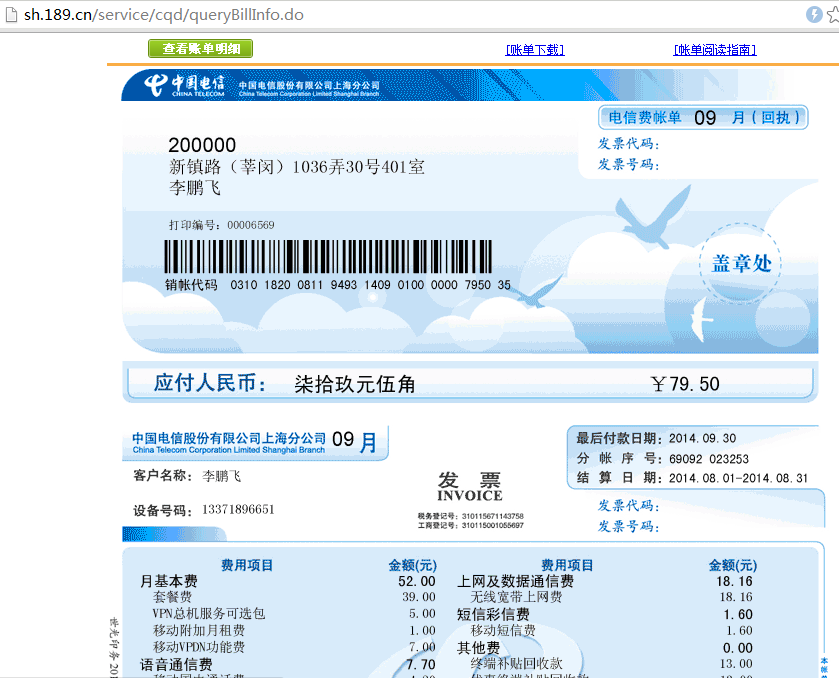 sh.189.cn/service/cqd/queryBillInfo.do
查看账单明细 [账单下载] [帐单阅读指南]
中国电信 CHINA TELECOM 中国电信股份有限公司上海分公司
China Telecom Corporation Limited Shanghai Branch
电信费帐单 09 月(回执)
发票代码:
发票号码:
200000
新镇路（莘闵）1036弄30号401室
李鹏飞
打印编号: 00006569
盖章处
销帐代码 0310 1820 0811 9493 1409 0100 0000 7950 35
应付人民币: 柒拾玖元伍角 ￥79.50
中国电信股份有限公司上海分公司 09 月
China Telecom Corporation Limited Shanghai Branch
最后付款日期: 2014.09.30
分 帐 序 号: 69092 023253
结 算 日 期: 2014.08.01-2014.08.31
客户名称: 李鹏飞
发 票
INVOICE
设备号码: 13371896651
税务登记号: 310115671143758
工商登记号: 310115001055697
发票代码:
发票号码:
费用项目 金额(元) 费用项目 金额(元)
月基本费 52.00 上网及数据通信费 18.16
套餐费 39.00 无线宽带上网费 18.16
VPN总机服务可选包 5.00 短信彩信费 1.60
移动附加月租费 1.00 移动短信费 1.60
移动VPDN功能费 7.00 其他费 0.00
语音通信费 7.70 终端补贴回收款 13.00
世光印务 201